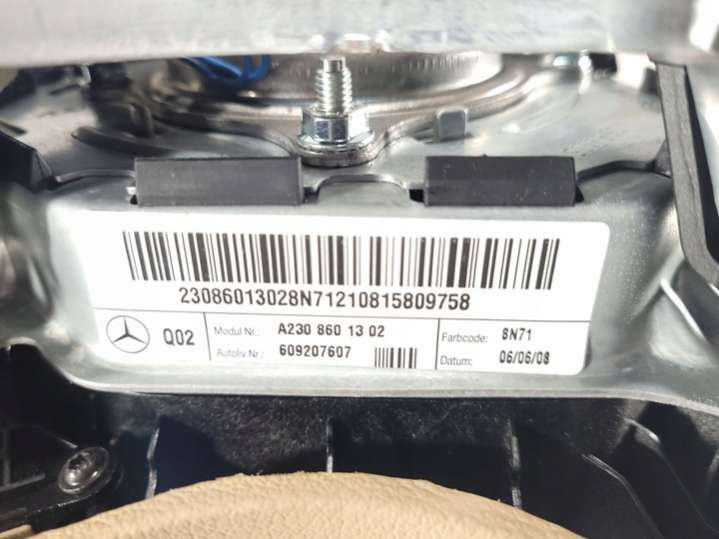 23086013028N71210815809758
Q02
Modul Nr.: A230 860 13 02
Autoliv Nr.: 609207607
Farbcode: 8N71
Datum: 06/06/08